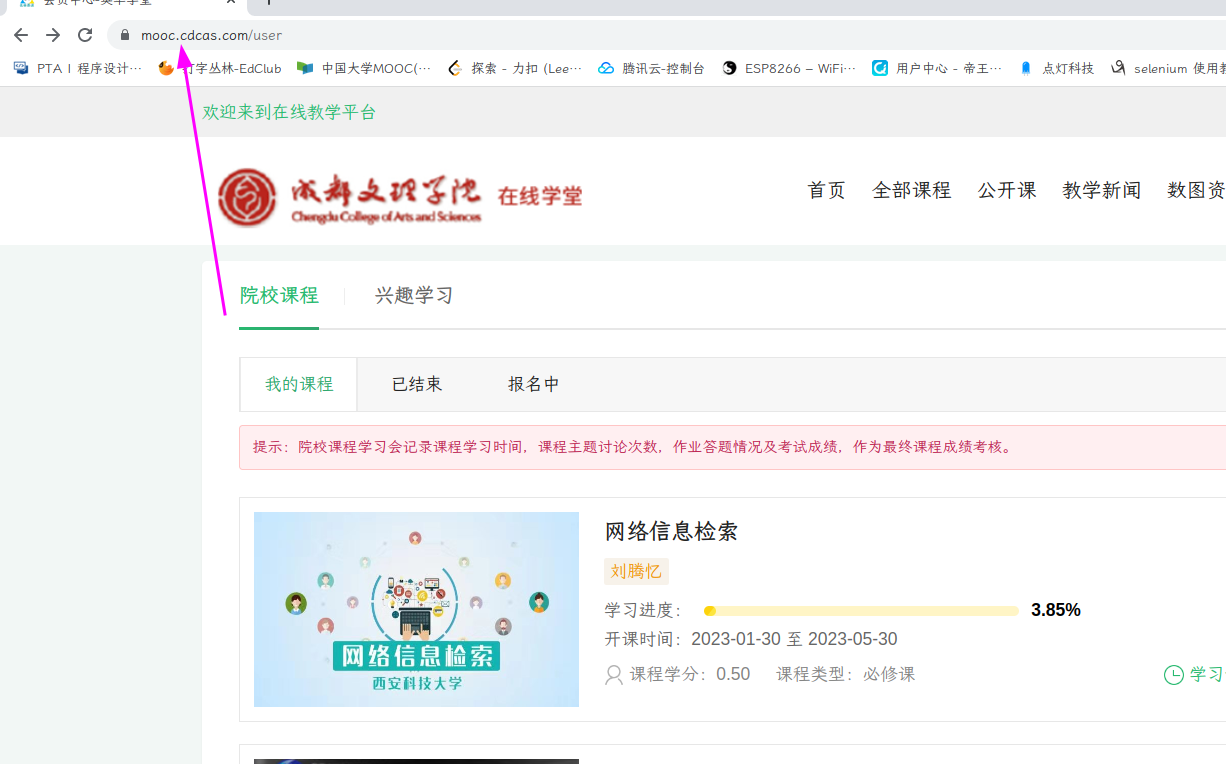 mooc.cdcas.com/user
PTA | 程序设计… 打字丛林-EdClub 中国大学MOOC(… 探索 - 力扣 (Lee… 腾讯云-控制台 ESP8266 – WiFi… 用户中心 - 帝王… 点灯科技 selenium 使用教
欢迎来到在线教学平台
成都文理学院 在线学堂
Chengdu College of Arts and Sciences
首页 全部课程 公开课 教学新闻 数图资
院校课程 兴趣学习
我的课程 已结束 报名中
提示：院校课程学习会记录课程学习时间，课程主题讨论次数，作业答题情况及考试成绩，作为最终课程成绩考核。
网络信息检索
西安科技大学
网络信息检索
刘腾忆
学习进度： 3.85%
开课时间：2023-01-30 至 2023-05-30
课程学分：0.50 课程类型：必修课
学习